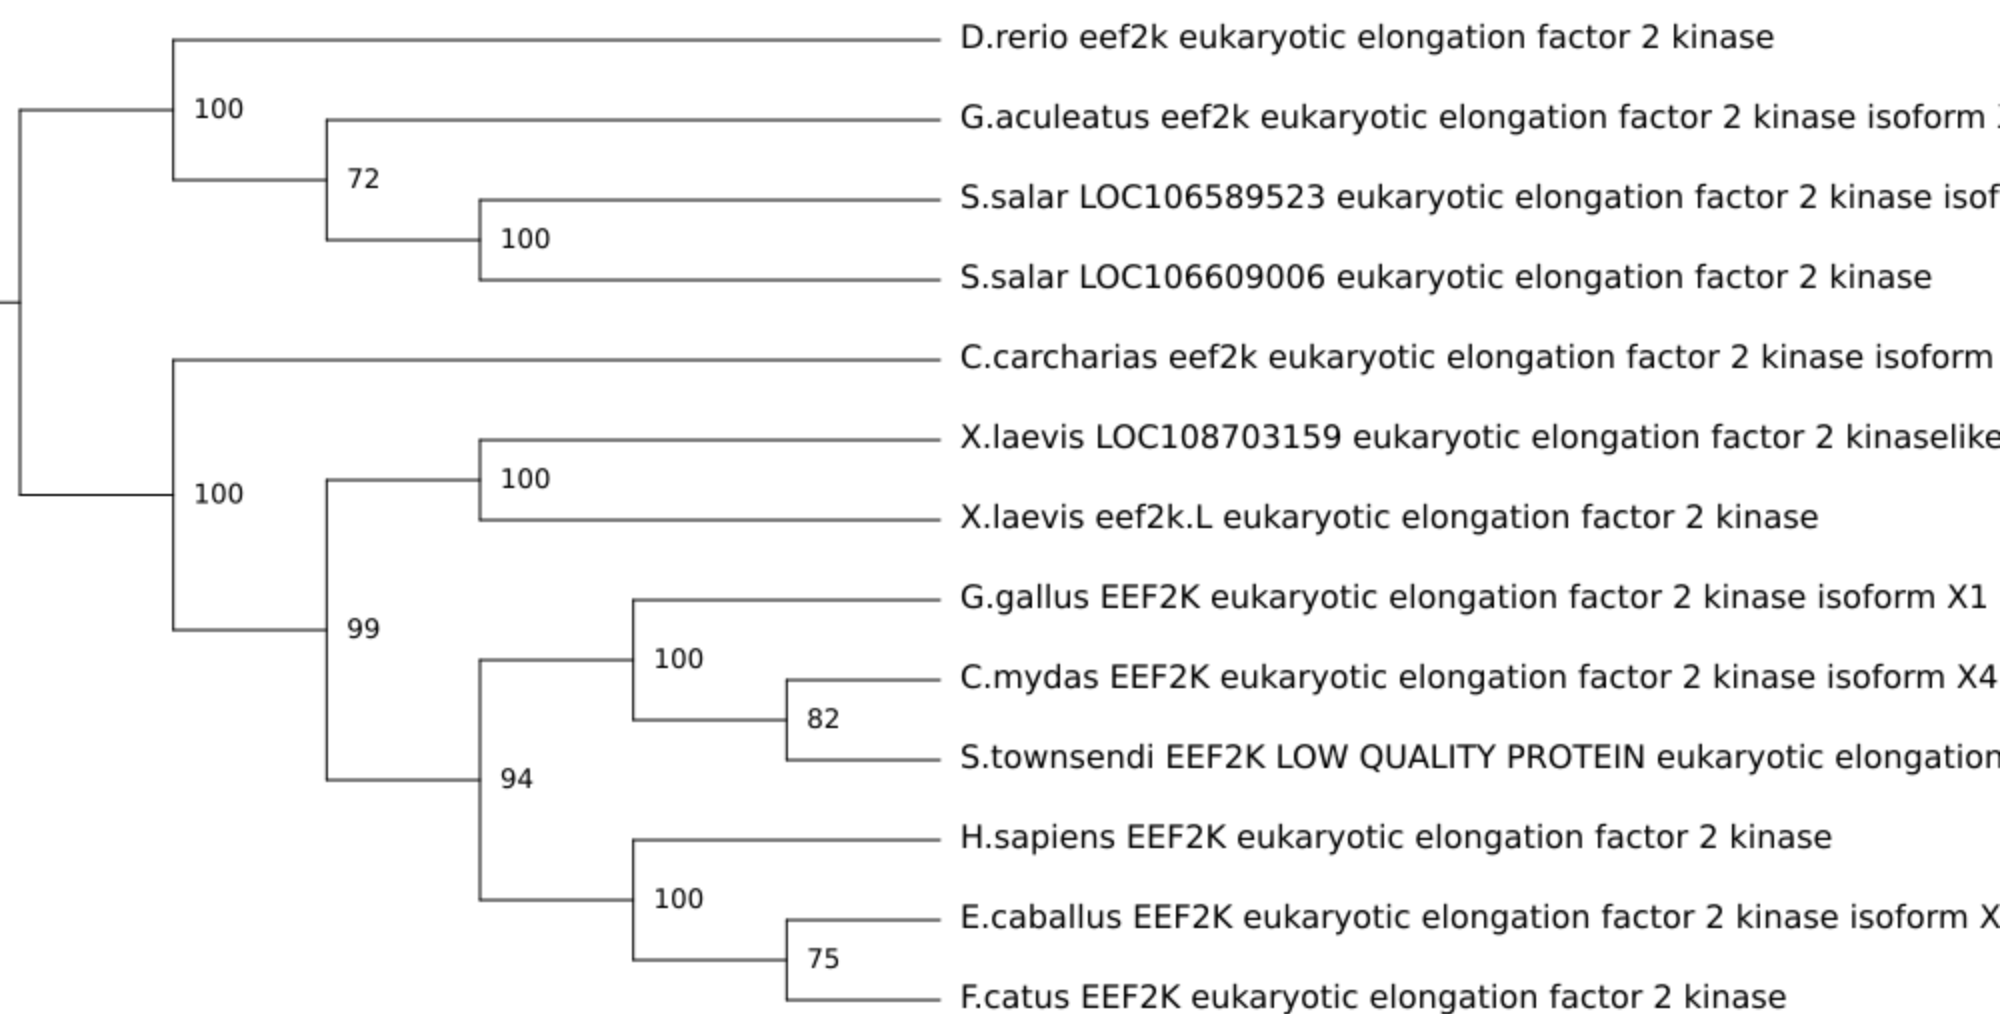 D.rerio eef2k eukaryotic elongation factor 2 kinase
100
G.aculeatus eef2k eukaryotic elongation factor 2 kinase isoform
72
S.salar LOC106589523 eukaryotic elongation factor 2 kinase isof
100
S.salar LOC106609006 eukaryotic elongation factor 2 kinase
C.carcharias eef2k eukaryotic elongation factor 2 kinase isoform
X.laevis LOC108703159 eukaryotic elongation factor 2 kinaselike
100
100
X.laevis eef2k.L eukaryotic elongation factor 2 kinase
G.gallus EEF2K eukaryotic elongation factor 2 kinase isoform X1
99
100
C.mydas EEF2K eukaryotic elongation factor 2 kinase isoform X4
82
S.townsendi EEF2K LOW QUALITY PROTEIN eukaryotic elongation
94
H.sapiens EEF2K eukaryotic elongation factor 2 kinase
100
E.caballus EEF2K eukaryotic elongation factor 2 kinase isoform X
75
F.catus EEF2K eukaryotic elongation factor 2 kinase